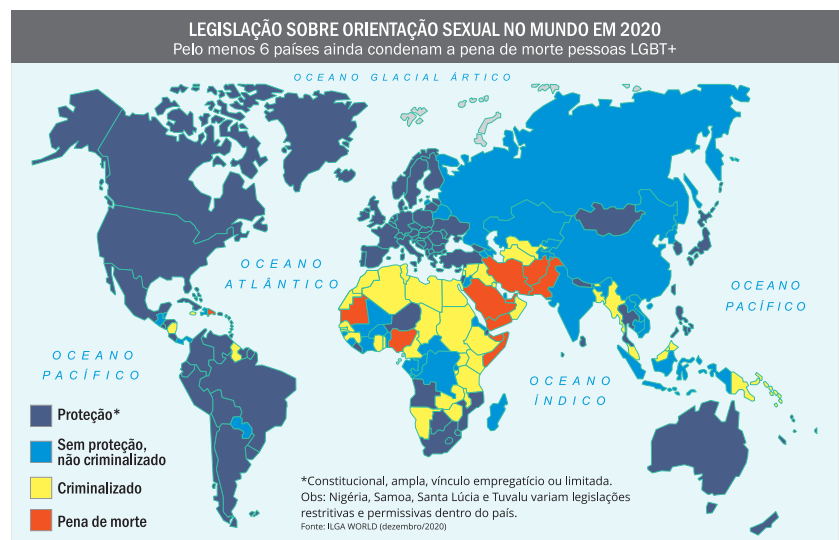 LEGISLAÇÃO SOBRE ORIENTAÇÃO SEXUAL NO MUNDO EM 2020
Pelo menos 6 países ainda condenam a pena de morte pessoas LGBT+
OCEANO GLACIAL ÁRTICO
OCEANO
ATLÂNTICO
OCEANO
PACÍFICO
OCEANO
PACÍFICO
OCEANO
ÍNDICO
Proteção*
Sem proteção,
não criminalizado
Criminalizado
Pena de morte
*Constitucional, ampla, vínculo empregatício ou limitada.
Obs: Nigéria, Samoa, Santa Lúcia e Tuvalu variam legislações
restritivas e permissivas dentro do país.
Fonte: ILGA WORLD (dezembro/2020)